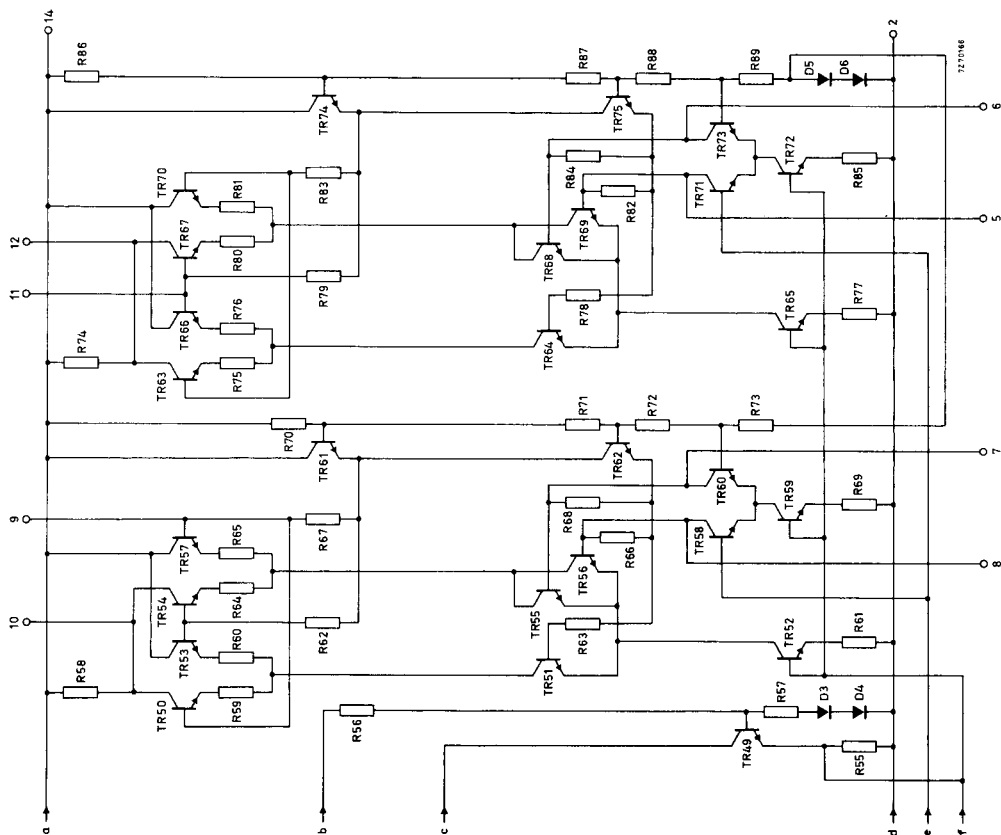 10
9
11
12
a
14
R58
R74
R86
TR50
TR53
TR54
TR57
TR63
TR66
TR67
TR70
R59
R60
R64
R65
R75
R76
R80
R81
R70
b
R62
R67
TR61
R79
R83
TR74
R56
c
TR51
TR55
R63
TR56
R66
R68
TR62
R71
TR64
R78
TR68
TR69
R82
R84
TR75
R87
R72
R88
TR49
R57
D3
D4
R55
TR52
R61
TR58
TR60
TR59
R69
R73
TR65
R77
TR71
TR73
TR72
R85
R89
D5
D6
d
2
e
f
8
7
5
6
7Z70166